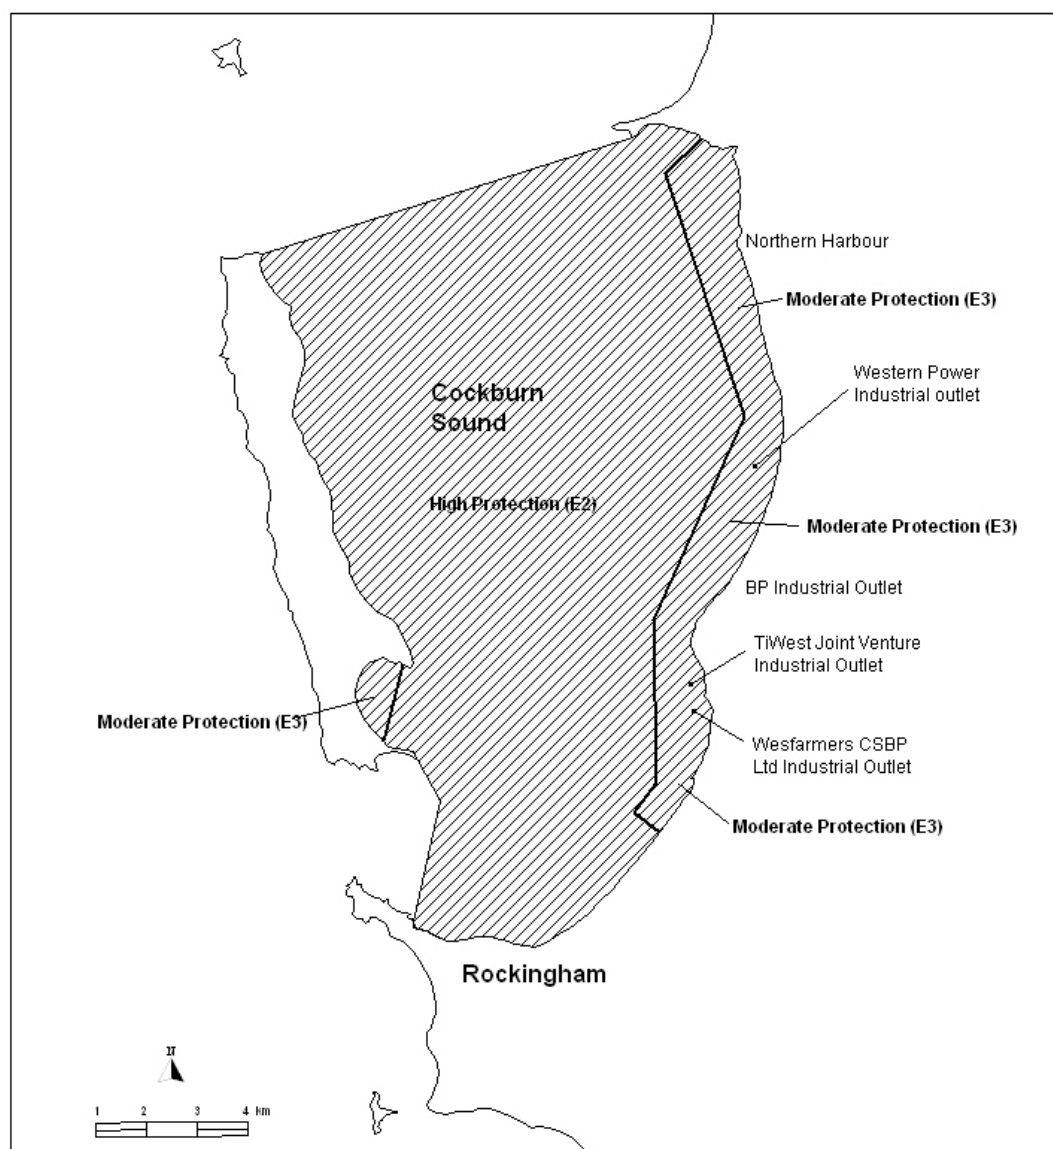 Northern Harbour
Moderate Protection (E3)
Western Power
Industrial outlet
Cockburn
Sound
High Protection (E2)
Moderate Protection (E3)
BP Industrial Outlet
TiWest Joint Venture
Industrial Outlet
Moderate Protection (E3)
Wesfarmers CSBP
Ltd Industrial Outlet
Moderate Protection (E3)
Rockingham
N
1 2 3 4 km